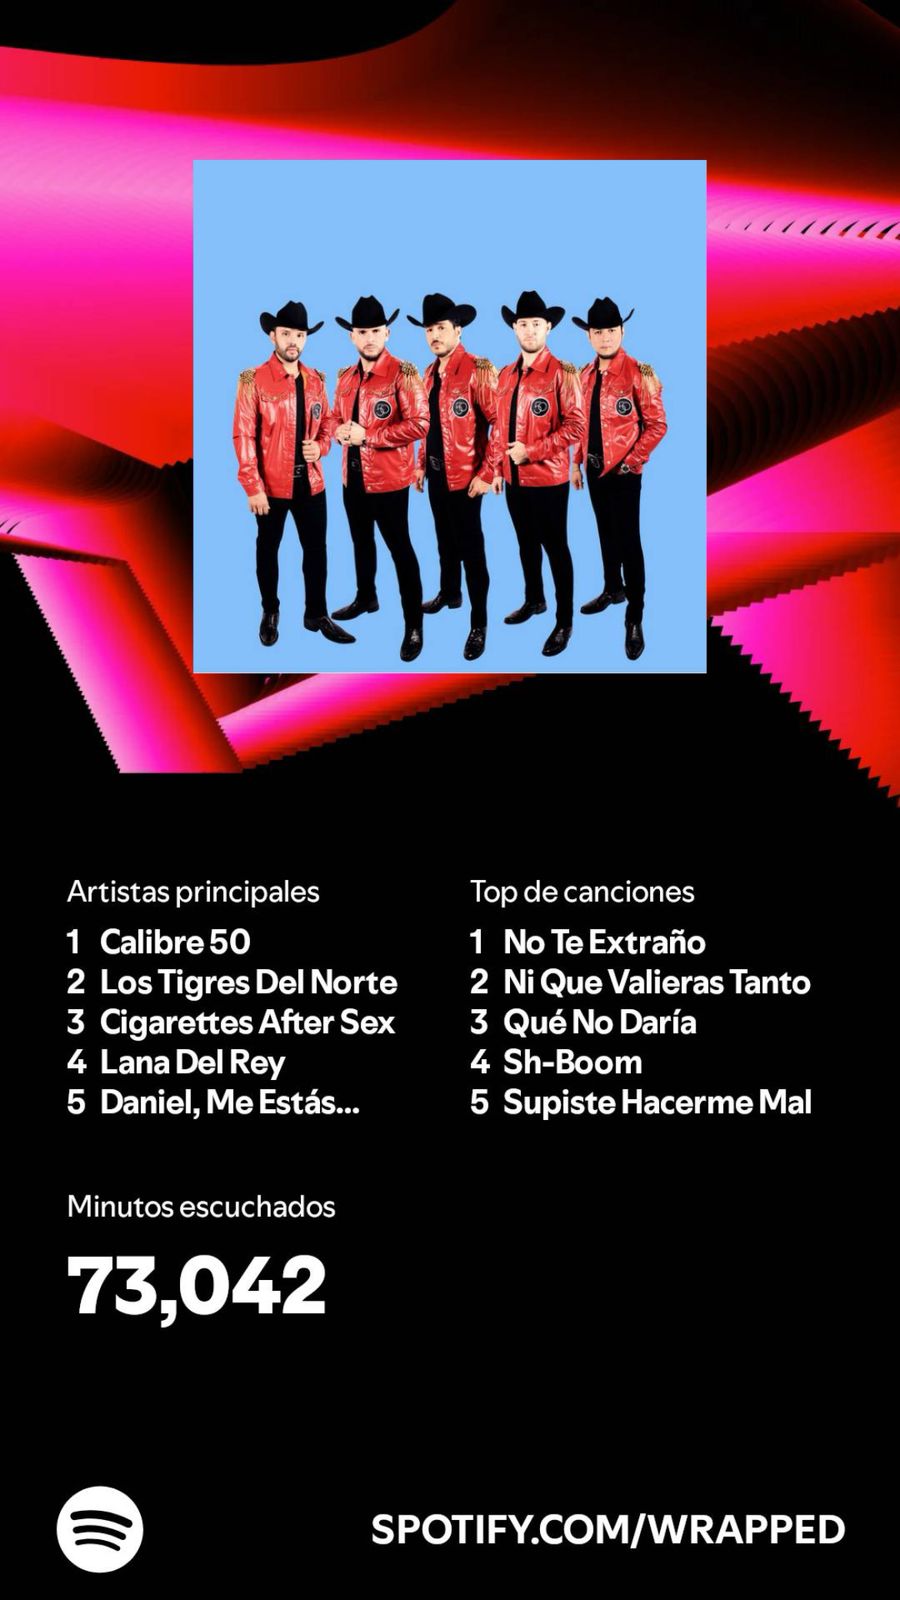 Artistas principales
1 Calibre 50
2 Los Tigres Del Norte
3 Cigarettes After Sex
4 Lana Del Rey
5 Daniel, Me Estás...
Top de canciones
1 No Te Extraño
2 Ni Que Valieras Tanto
3 Qué No Daría
4 Sh-Boom
5 Supiste Hacerme Mal
Minutos escuchados
73,042
SPOTIFY.COM/WRAPPED